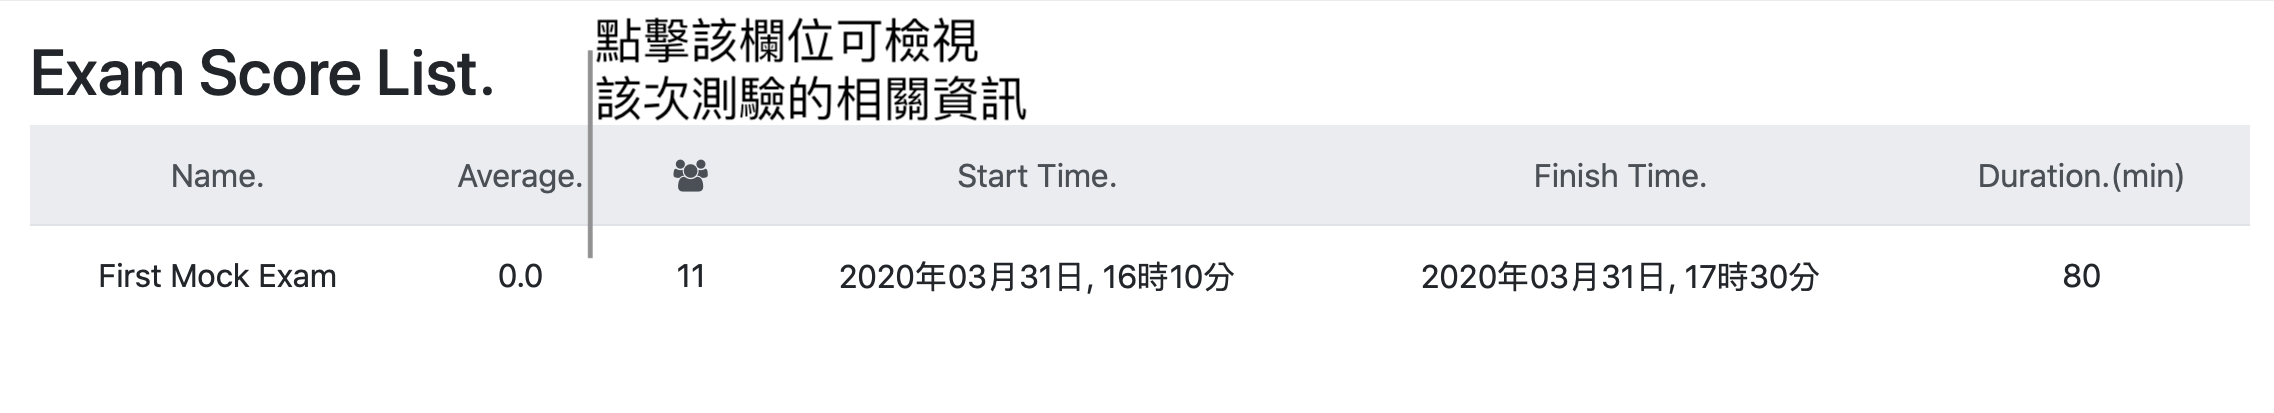 點擊該欄位可檢視
該次測驗的相關資訊
Exam Score List.
Name. Average. Start Time. Finish Time. Duration.(min)
First Mock Exam 0.0 11 2020年03月31日, 16時10分 2020年03月31日, 17時30分 80